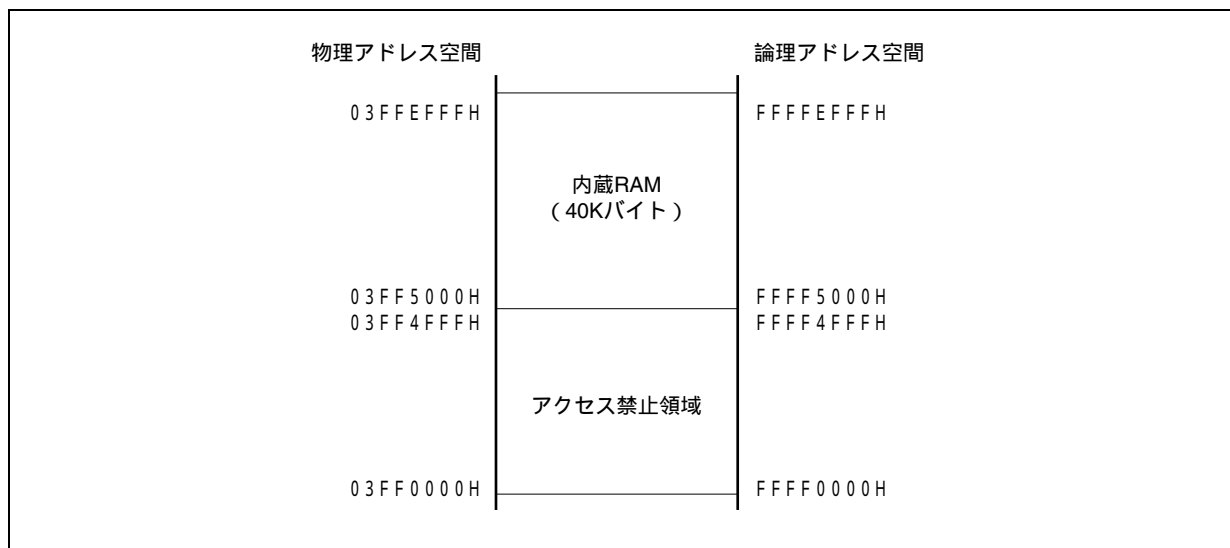 物理アドレス空間 論理アドレス空間
03FFEFFFH FFFFEFFFH
内蔵RAM
（40Kバイト）
03FF5000H FFFF5000H
03FF4FFFH FFFF4FFFH
アクセス禁止領域
03FF0000H FFFF0000H